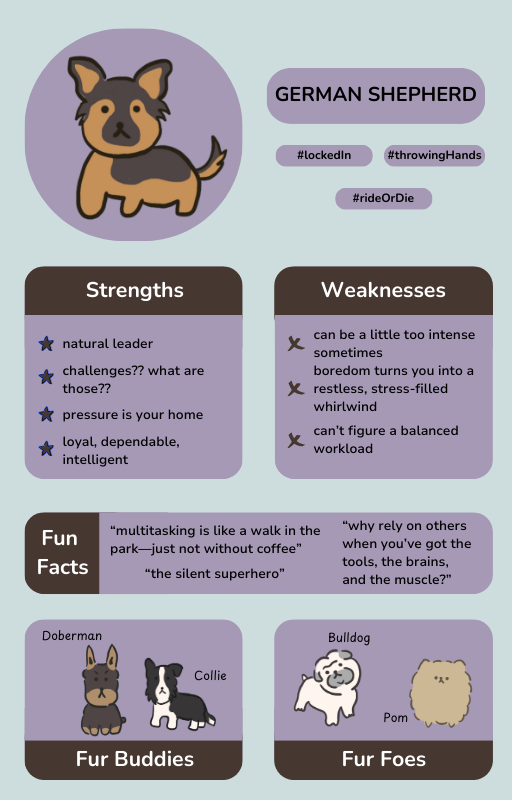 GERMAN SHEPHERD
#lockedIn
#throwingHands
#rideOrDie
Strengths
natural leader
challenges?? what are
those??
pressure is your home
loyal, dependable,
intelligent
Weaknesses
can be a little too intense
sometimes
boredom turns you into a
restless, stress-filled
whirlwind
can’t figure a balanced
workload
Fun
Facts
“multitasking is like a walk in the
park—just not without coffee”
“the silent superhero”
“why rely on others
when you’ve got the
tools, the brains,
and the muscle?”
Doberman
Collie
Fur Buddies
Bulldog
Pom
Fur Foes